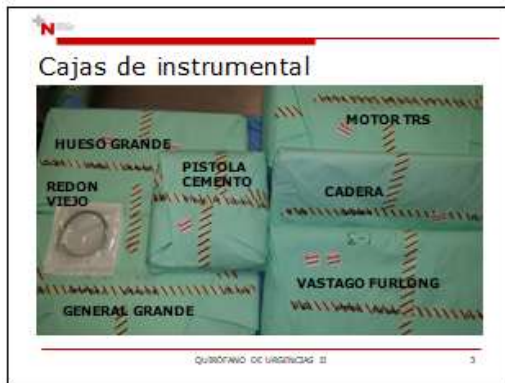 N
Cajas de instrumental
HUESO GRANDE
MOTOR TRS
PISTOLA
CEMENTO
REDON
VIEJO
CADERA
VASTAGO FURLONG
GENERAL GRANDE
QUIRÓFANO DE URGENCIAS II
3